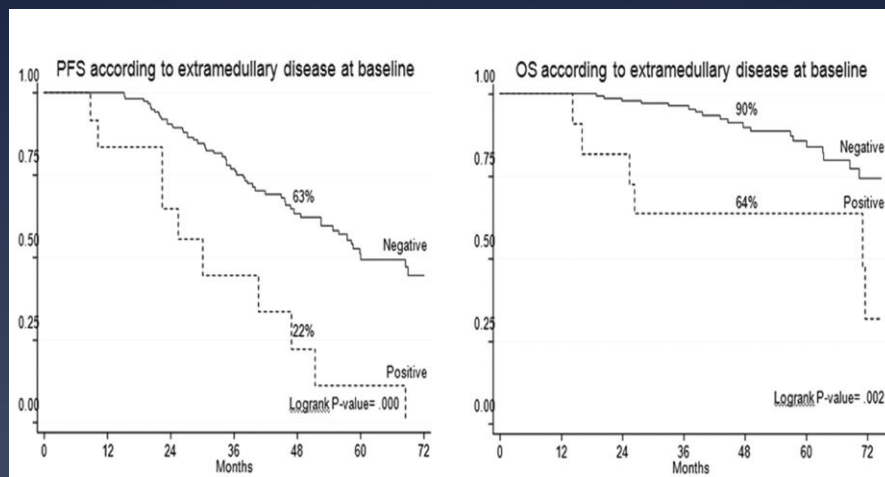 PFS according to extramedullary disease at baseline
1.00
0.75
0.50
0.25
0.00
63%
Negative
22%
Positive
Logrank P-value= .000
0 12 24 36 48 60 72
Months
OS according to extramedullary disease at baseline
1.00
0.75
0.50
0.25
0.00
90%
Negative
64%
Positive
Logrank P-value= .002
0 12 24 36 48 60 72
Months